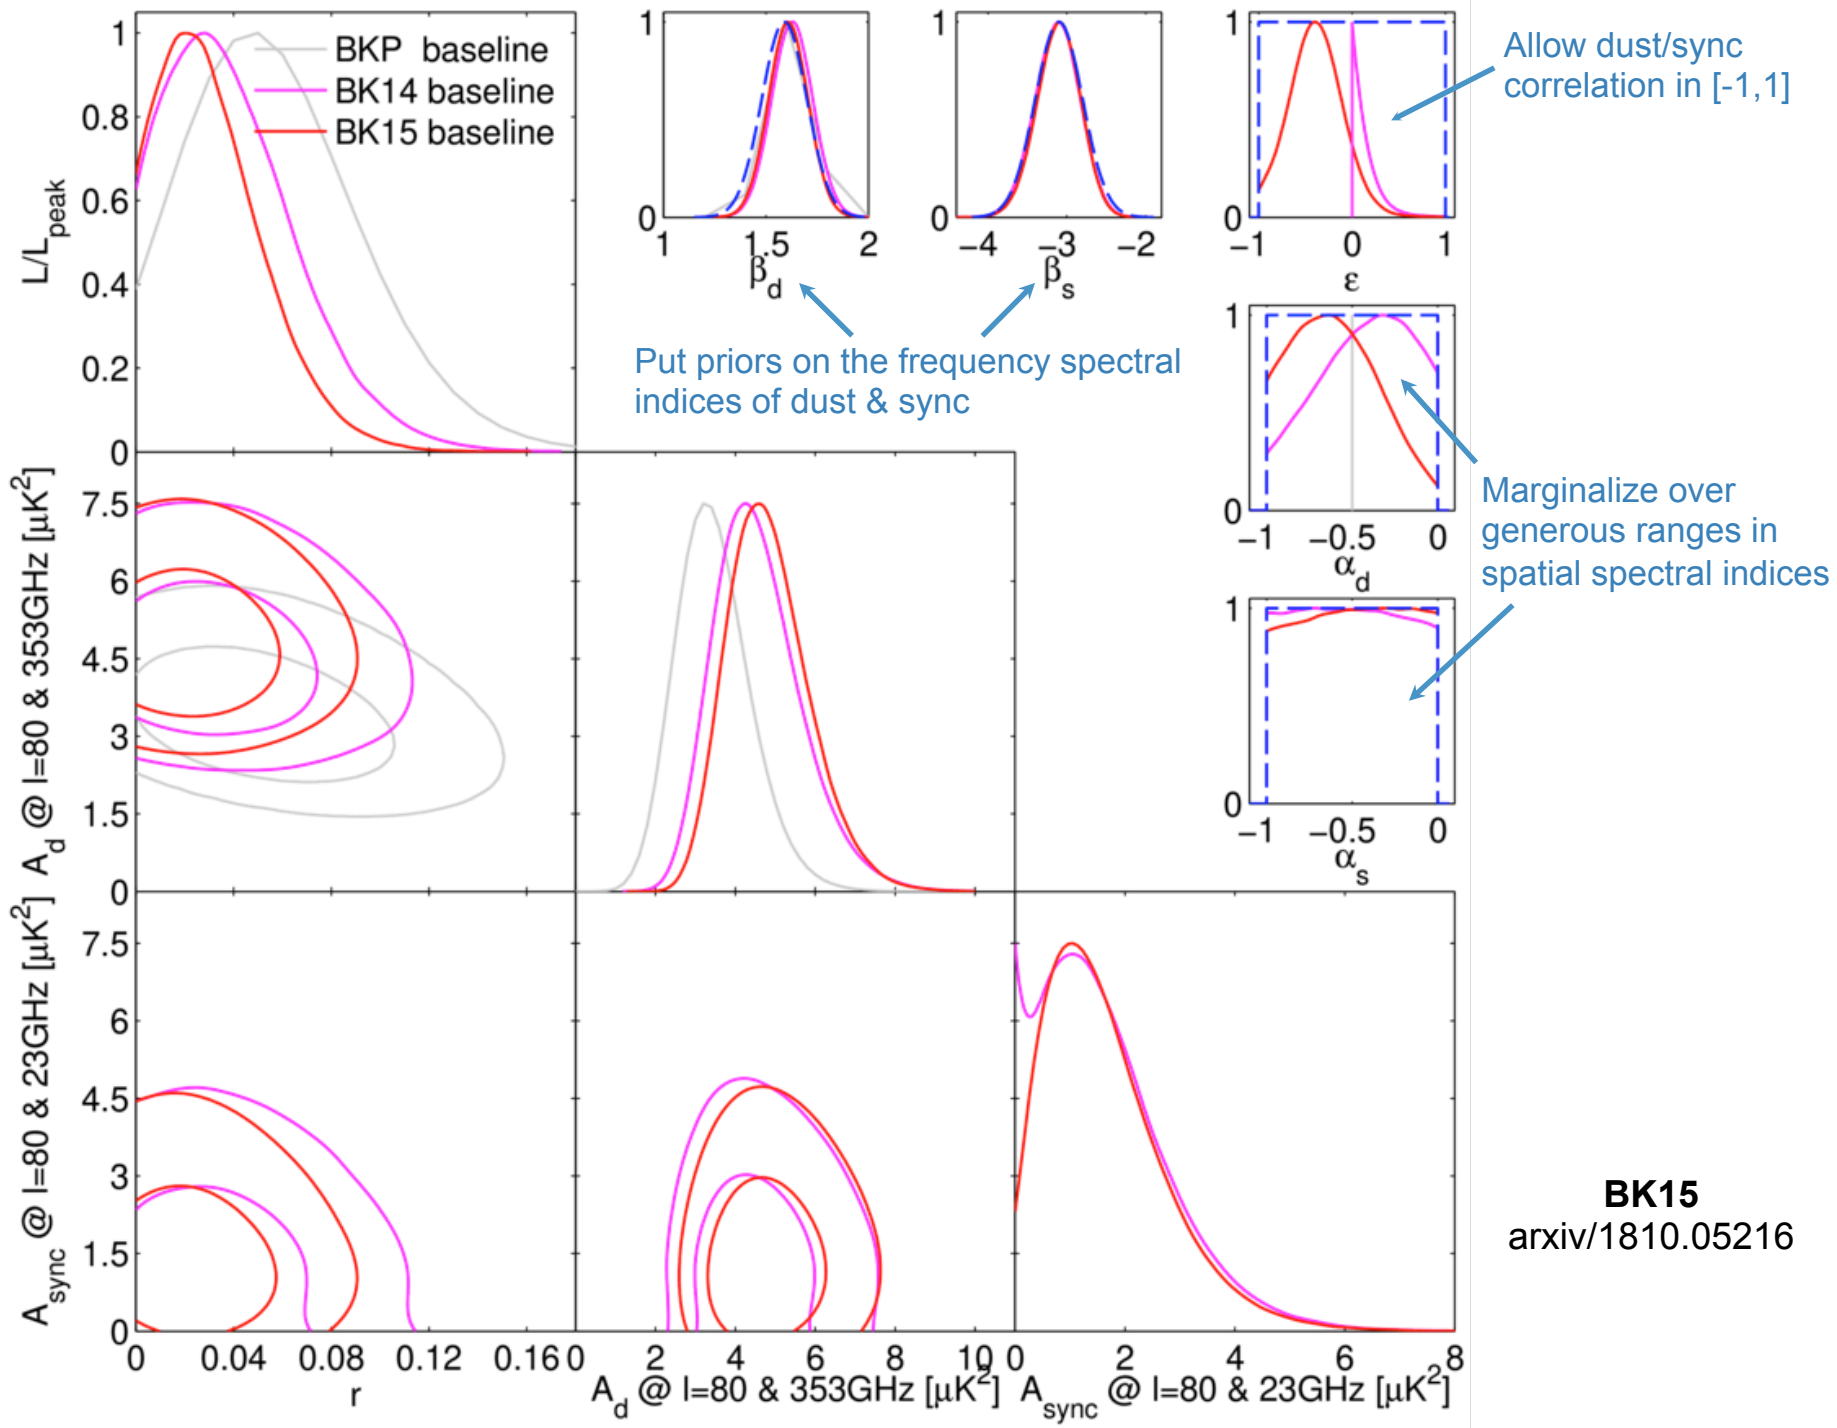 BKP baseline
BK14 baseline
BK15 baseline
L/L_peak
1
0.8
0.6
0.4
0.2
0
1
0
1
1.5
2
β_d
1
0
−4
−3
−2
β_s
1
0
−1
0
1
ε
Allow dust/sync
correlation in [-1,1]
Put priors on the frequency spectral
indices of dust & sync
1
0
−1
−0.5
0
α_d
Marginalize over
generous ranges in
spatial spectral indices
1
0
−1
−0.5
0
α_s
A_d @ l=80 & 353GHz [μK²]
7.5
6
4.5
3
1.5
0
A_sync @ l=80 & 23GHz [μK²]
7.5
6
4.5
3
1.5
0
0
0.04
0.08
0.12
0.16
r
0
2
4
6
8
10
A_d @ l=80 & 353GHz [μK²]
0
2
4
6
8
A_sync @ l=80 & 23GHz [μK²]
BK15
arxiv/1810.05216